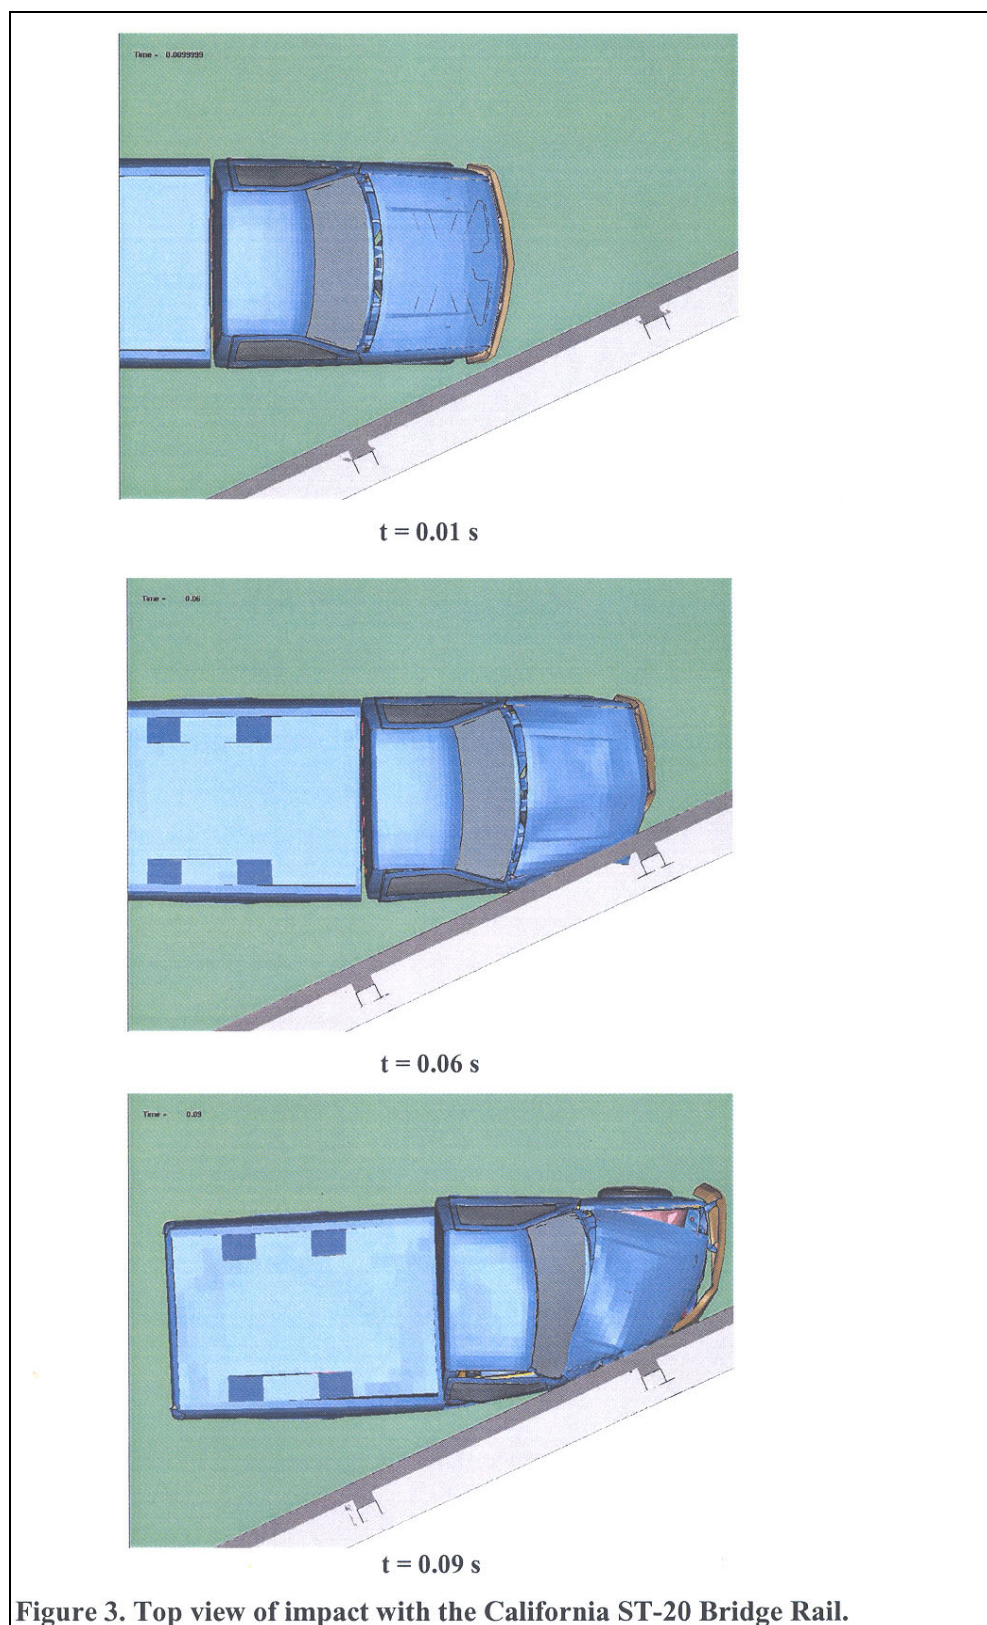 Time = 0.0099999
t = 0.01 s
Time = 0.06
t = 0.06 s
Time = 0.09
t = 0.09 s
Figure 3. Top view of impact with the California ST-20 Bridge Rail.